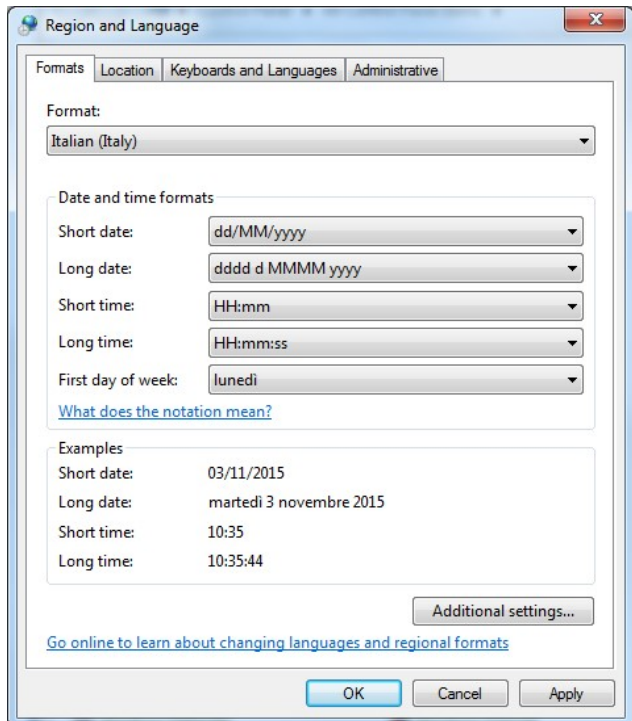 Region and Language
Formats Location Keyboards and Languages Administrative
Format:
Italian (Italy)
Date and time formats
Short date: dd/MM/yyyy
Long date: dddd d MMMM yyyy
Short time: HH:mm
Long time: HH:mm:ss
First day of week: lunedì
What does the notation mean?
Examples
Short date: 03/11/2015
Long date: martedì 3 novembre 2015
Short time: 10:35
Long time: 10:35:44
Additional settings...
Go online to learn about changing languages and regional formats
OK Cancel Apply